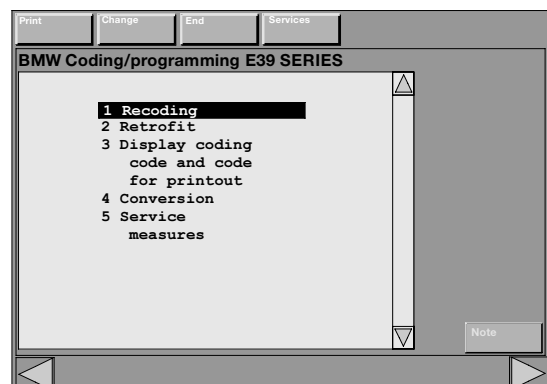 Print Change End Services
BMW Coding/programming E39 SERIES
1 Recoding
2 Retrofit
3 Display coding
code and code
for printout
4 Conversion
5 Service
measures
Note